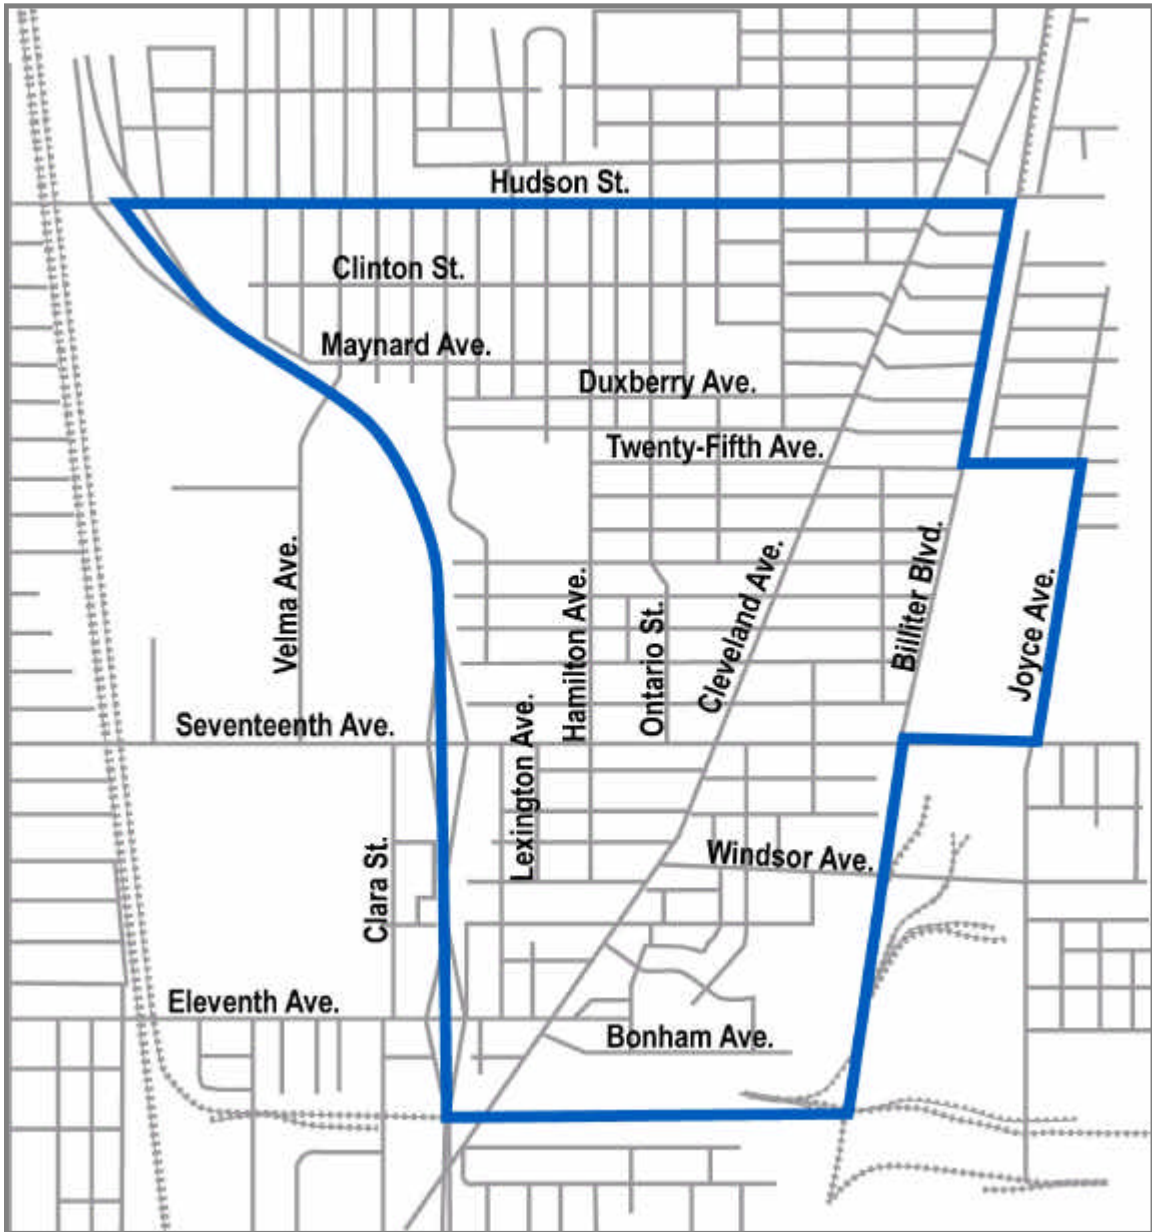 Hudson St.
Clinton St.
Maynard Ave.
Duxberry Ave.
Twenty-Fifth Ave.
Velma Ave.
Hamilton Ave.
Ontario St.
Cleveland Ave.
Billiter Blvd.
Joyce Ave.
Seventeenth Ave.
Lexington Ave.
Clara St.
Windsor Ave.
Eleventh Ave.
Bonham Ave.